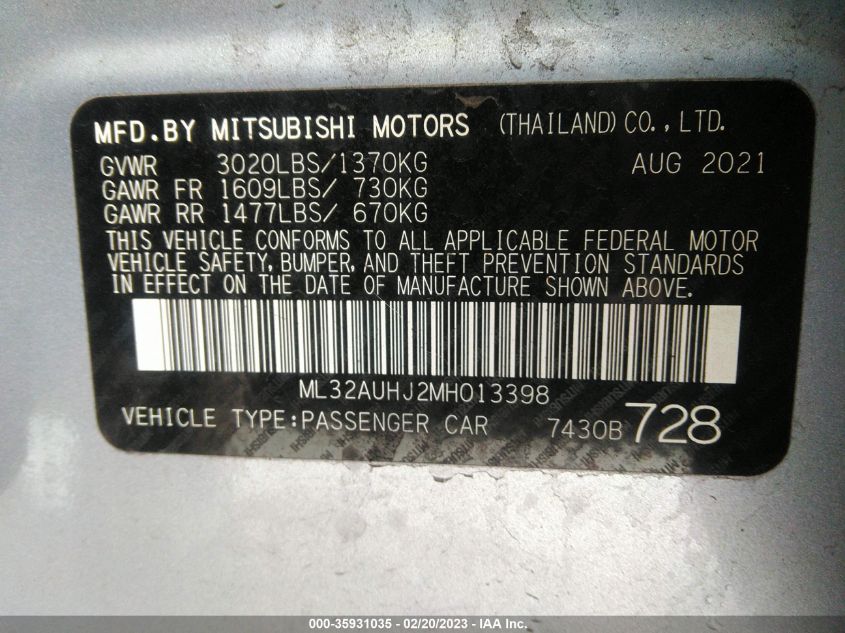 MFD.BY MITSUBISHI MOTORS (THAILAND)CO.,LTD.
GVWR 3020LBS/1370KG AUG 2021
GAWR FR 1609LBS/ 730KG
GAWR RR 1477LBS/ 670KG
THIS VEHICLE CONFORMS TO ALL APPLICABLE FEDERAL MOTOR
VEHICLE SAFETY,BUMPER,AND THEFT PREVENTION STANDARDS
IN EFFECT ON THE DATE OF MANUFACTURE SHOWN ABOVE.
ML32AUHJ2MH013398
VEHICLE TYPE:PASSENGER CAR 7430B 728
000-35931035 - 02/20/2023 - © IAA Inc.